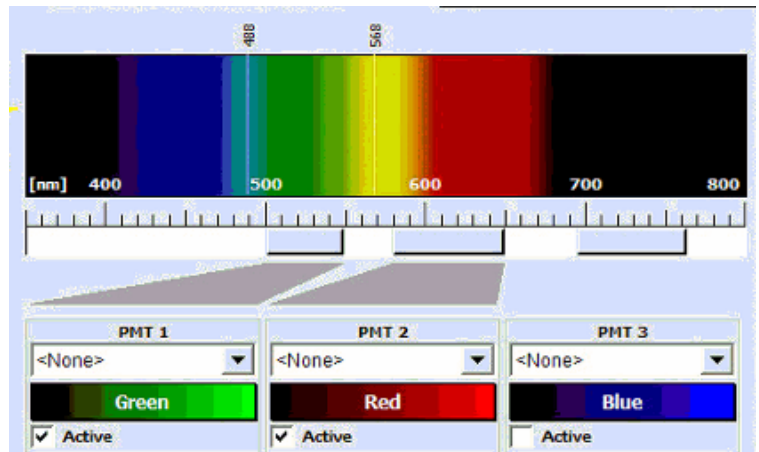 488 568
[nm] 400 500 600 700 800
PMT 1 PMT 2 PMT 3
<None> <None> <None>
Green Red Blue
Active Active Active